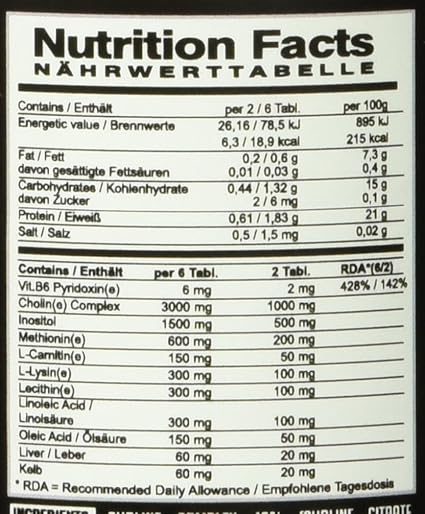 Nutrition Facts
NÄHRWERTTABELLE
Contains / Enthält per 2 / 6 Tabl. per 100g
Energetic value / Brennwerte 26,16 / 78,5 kJ 895 kJ
6,3 / 18,9 kcal 215 kcal
Fat / Fett 0,2 / 0,6 g 7,3 g
davon gesättigte Fettsäuren 0,01 / 0,03 g 0,4 g
Carbohydrates / Kohlenhydrate 0,44 / 1,32 g 15 g
davon Zucker 2 / 6 mg 0,1 g
Protein / Eiweiß 0,61 / 1,83 g 21 g
Salt / Salz 0,5 / 1,5 mg 0,02 g
Contains / Enthält per 6 Tabl. 2 Tabl. RDA*(6/2)
Vit.B6 Pyridoxin(e) 6 mg 2 mg 428% / 142%
Cholin(e) Complex 3000 mg 1000 mg
Inositol 1500 mg 500 mg
Methionin(e) 600 mg 200 mg
L-Carnitin(e) 150 mg 50 mg
L-Lysin(e) 300 mg 100 mg
Lecithin(e) 300 mg 100 mg
Linoleic Acid /
Linolsäure 300 mg 100 mg
Oleic Acid / Ölsäure 150 mg 50 mg
Liver / Leber 60 mg 20 mg
Kelb 60 mg 20 mg
* RDA = Recommended Daily Allowance / Empfohlene Tagesdosis